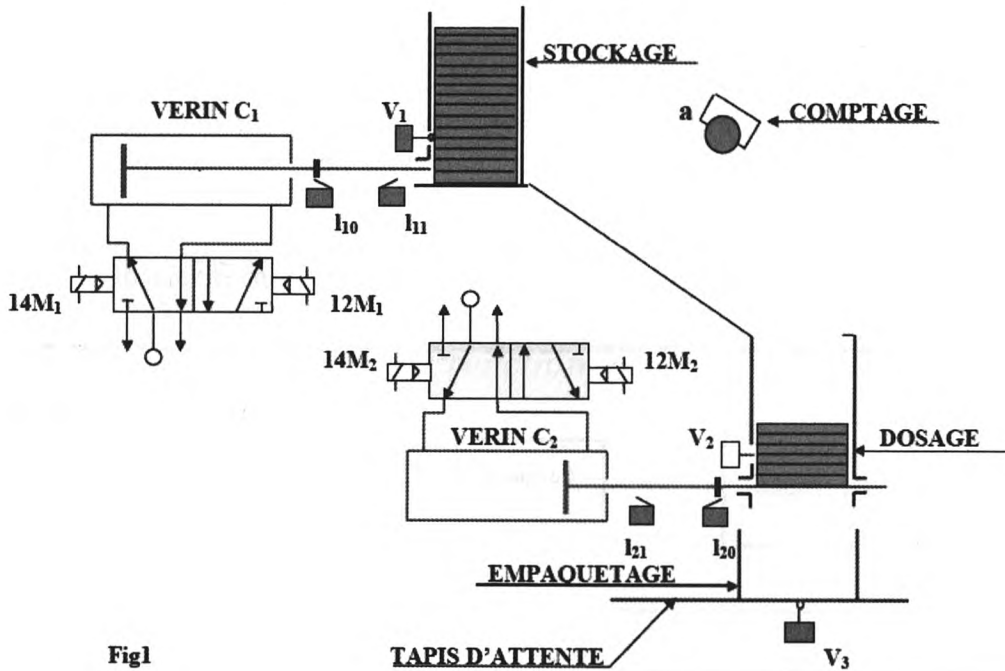 STOCKAGE
VERIN C1
V1
a
COMPTAGE
l10
l11
14M1
12M1
14M2
12M2
VERIN C2
V2
DOSAGE
l21
l20
EMPAQUETAGE
Fig1
TAPIS D'ATTENTE
V3